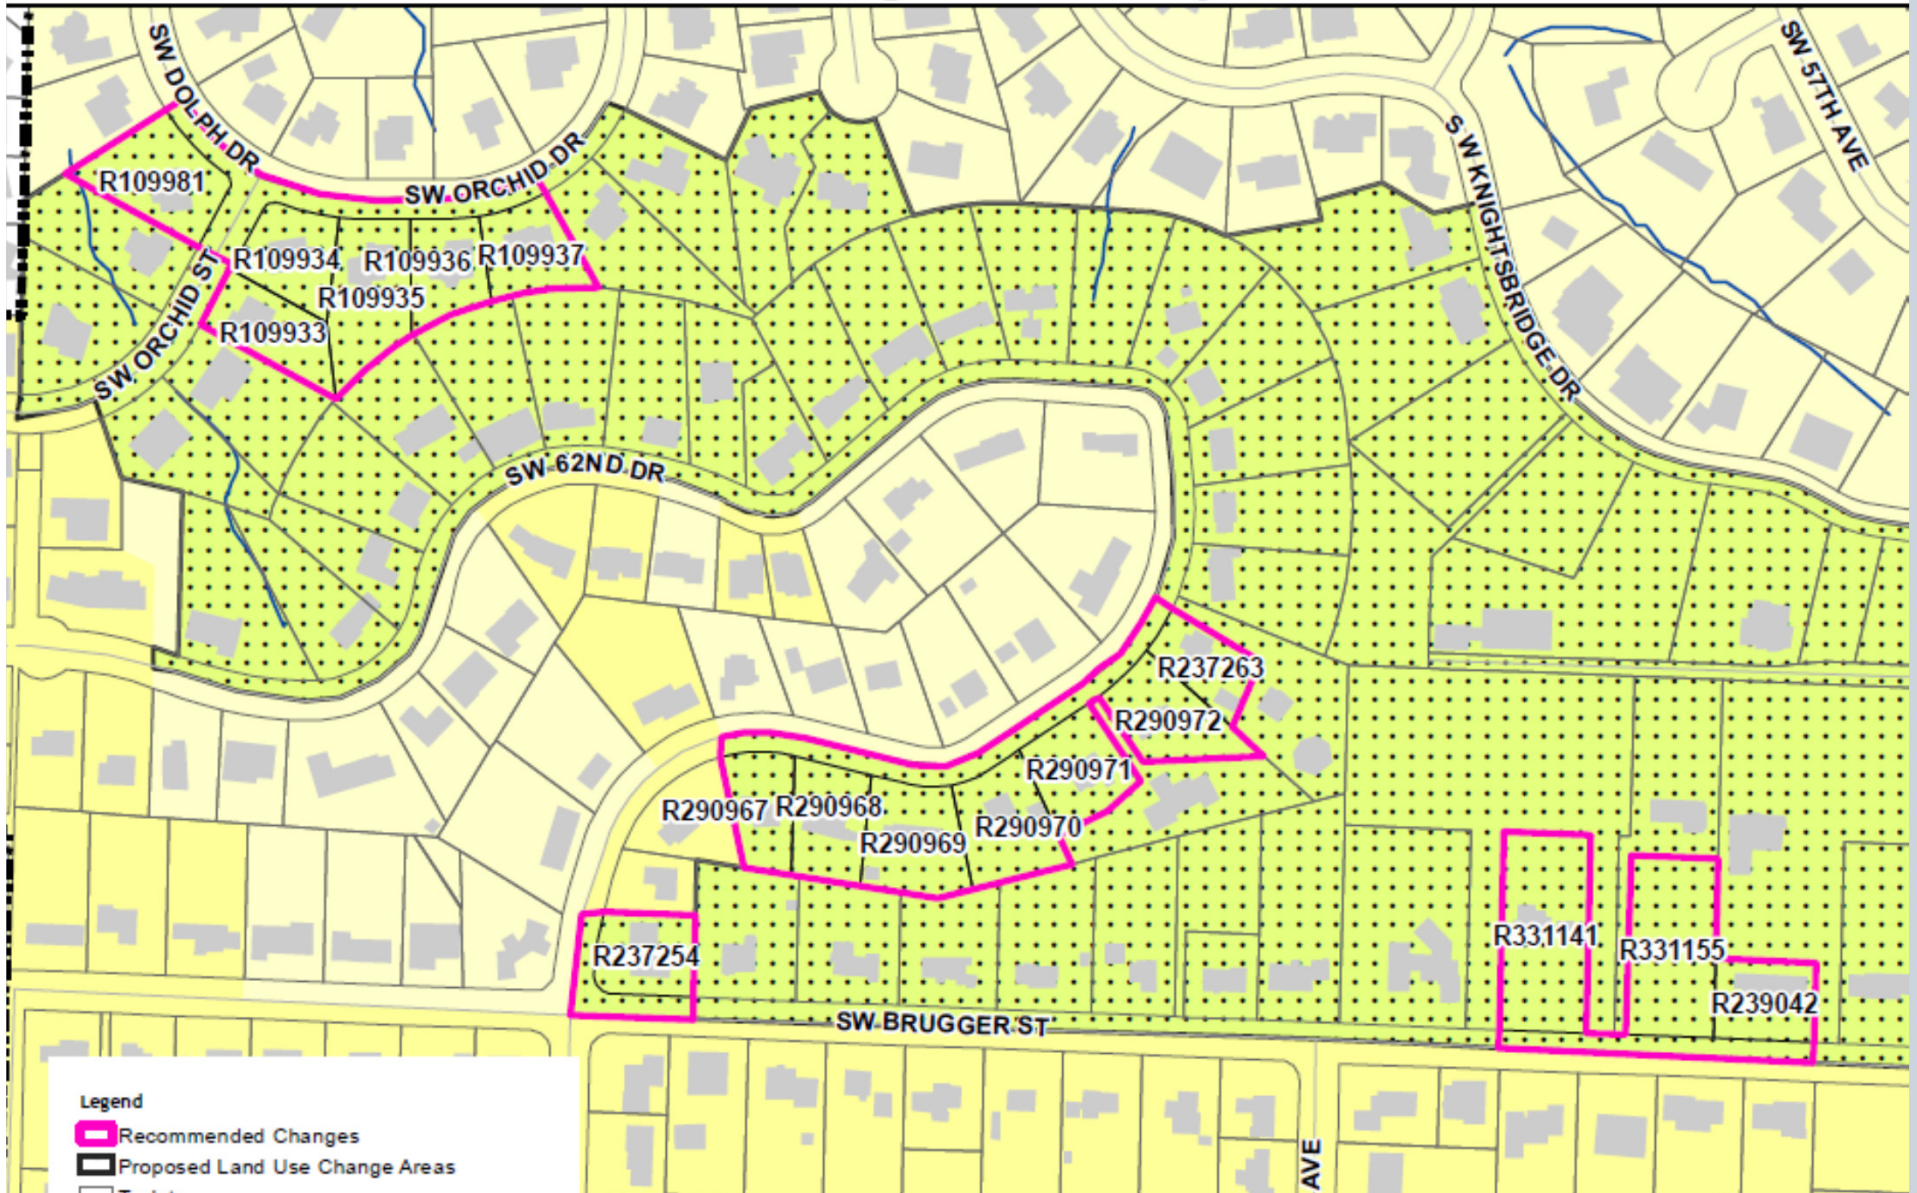 SW DOLPH DR
SW 57TH AVE
SW ORCHID DR
S W KNIGHTSBRIDGE DR
R109981
R109934
R109936
R109937
R109935
SW ORCHID ST
R109933
SW 62ND DR
R237263
R290972
R290971
R290967
R290968
R290969
R290970
R331141
R331155
R237254
R239042
SW BRUGGER ST
AVE
Legend
Recommended Changes
Proposed Land Use Change Areas